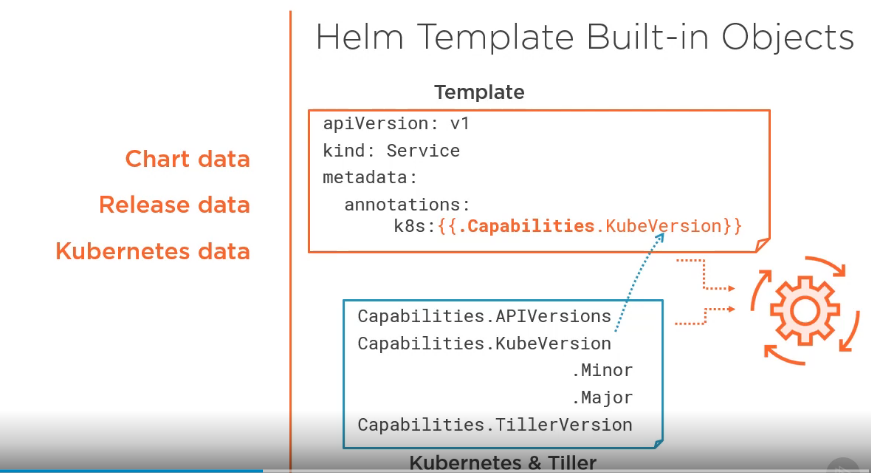 Helm Template Built-in Objects
Chart data
Release data
Kubernetes data
Template
apiVersion: v1
kind: Service
metadata:
annotations:
k8s:{{.Capabilities.KubeVersion}}
Capabilities.APIVersions
Capabilities.KubeVersion
.Minor
.Major
Capabilities.TillerVersion
Kubernetes & Tiller